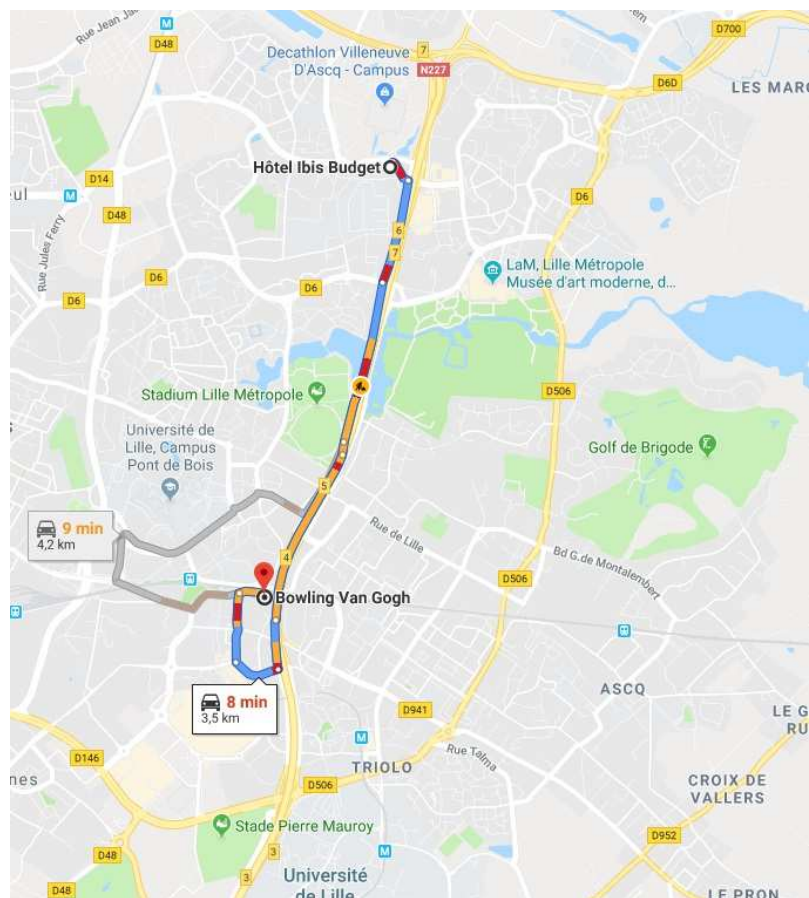 Rue Jean Ja
M
D48
D700
7
Decathlon Villeneuve
D'Ascq - Campus
N227
D6D
LES MARQ
Hôtel Ibis Budget
D14
M
D48
D6
6
7
Rue Jules Ferry
LaM, Lille Métropole
Musée d'art moderne, d...
D6
D6
Stadium Lille Métropole
D506
Université de
Lille, Campus
Pont de Bois
Golf de Brigode
5
9 min
4,2 km
Rue de Lille
4
Bd G.de Montalembert
D506
Bowling Van Gogh
8 min
3,5 km
ASCQ
D941
LE G
RU
M
Rue Talma
D146
nes
TRIOLO
D506
CROIX DE
VALLERS
Stade Pierre Mauroy
D952
D48
3
M
3
Université
de Lille
D48
LE PRON